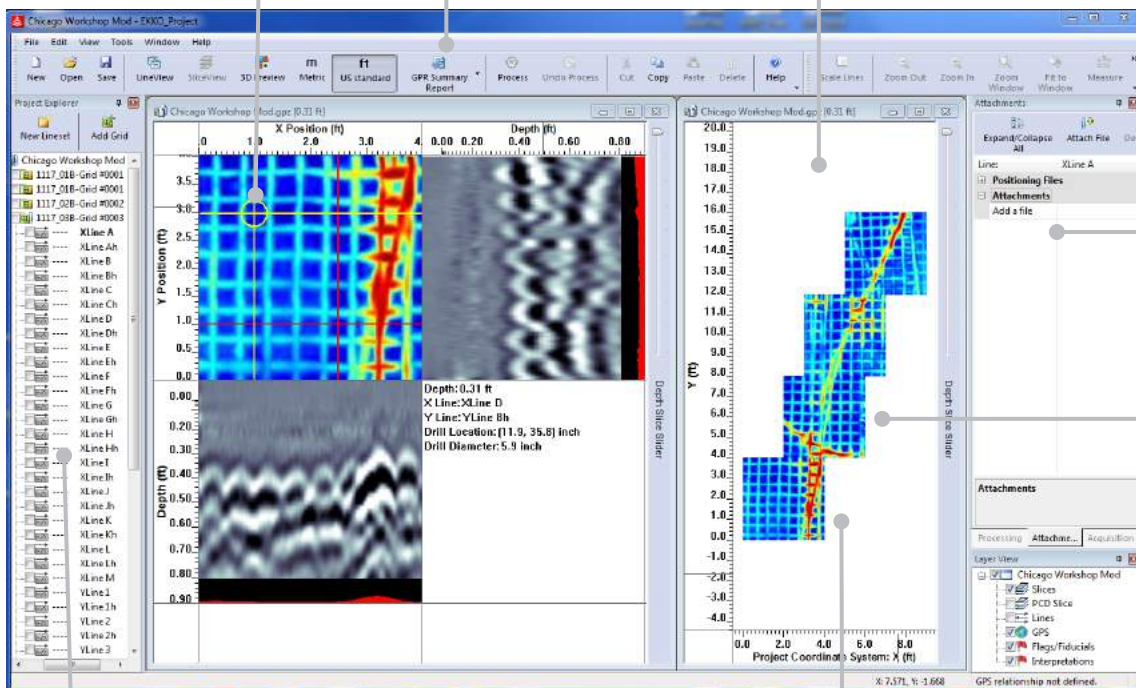 Chicago Workshop Mod - EKKO_Project
File Edit View Tools Window Help
New Open Save LineView SliceView 3D Preview Metric US standard GPR Summary Report Process Undo Process Cut Copy Paste Delete Help Scale Lines Zoom Out Zoom In Zoom Window Fit to Window Measure
m ft
Project Explorer
New Lineset Add Grid
Chicago Workshop Mod
1117_01B-Grid #0001
1117_01B-Grid #0001
1117_02B-Grid #0002
1117_03B-Grid #0003
XLine A
XLine Ah
XLine B
XLine Bh
XLine C
XLine Ch
XLine D
XLine Dh
XLine E
XLine Eh
XLine F
XLine Fh
XLine G
XLine Gh
XLine H
XLine Hh
XLine I
XLine Ih
XLine J
XLine Jh
XLine K
XLine Kh
XLine L
XLine Lh
XLine M
YLine 1
YLine 1h
YLine 2
YLine 2h
YLine 3
Chicago Workshop Mod.gpz [0.31 ft]
X Position (ft)
.0 1.0 2.0 3.0 4.
Depth (ft)
0.00 0.20 0.40 0.60 0.80
Y Position (ft)
3.5
3.0
2.5
2.0
1.5
1.0
0.5
0.0
Depth (ft)
0.00
0.20
0.30
0.40
0.50
0.60
0.70
0.80
0.90
Depth: 0.31 ft
X Line: XLine D
Y Line: YLine Bh
Drill Location: (11.9, 35.8) inch
Drill Diameter: 5.9 inch
Depth Slice Slider
Chicago Workshop Mod.gpz [0.31 ft]
Y (ft)
20.0
19.0
18.0
17.0
16.0
15.0
14.0
13.0
12.0
11.0
10.0
9.0
8.0
7.0
6.0
5.0
4.0
3.0
2.0
1.0
0.0
-1.0
-2.0
-3.0
-4.0
0.0 2.0 4.0 6.0 8.0
Project Coordinate System: X (ft)
Depth Slice Slider
Attachments
Expand/Collapse All Attach File
Line: XLine A
Positioning Files
Attachments
Add a file
Attachments
Processing Attachme... Acquisition
Layer View
Chicago Workshop Mod
Slices
PCD Slice
Lines
GPS
Flags/Fiducials
Interpretations
X: 7.571, Y: -1.668 GPS relationship not defined.